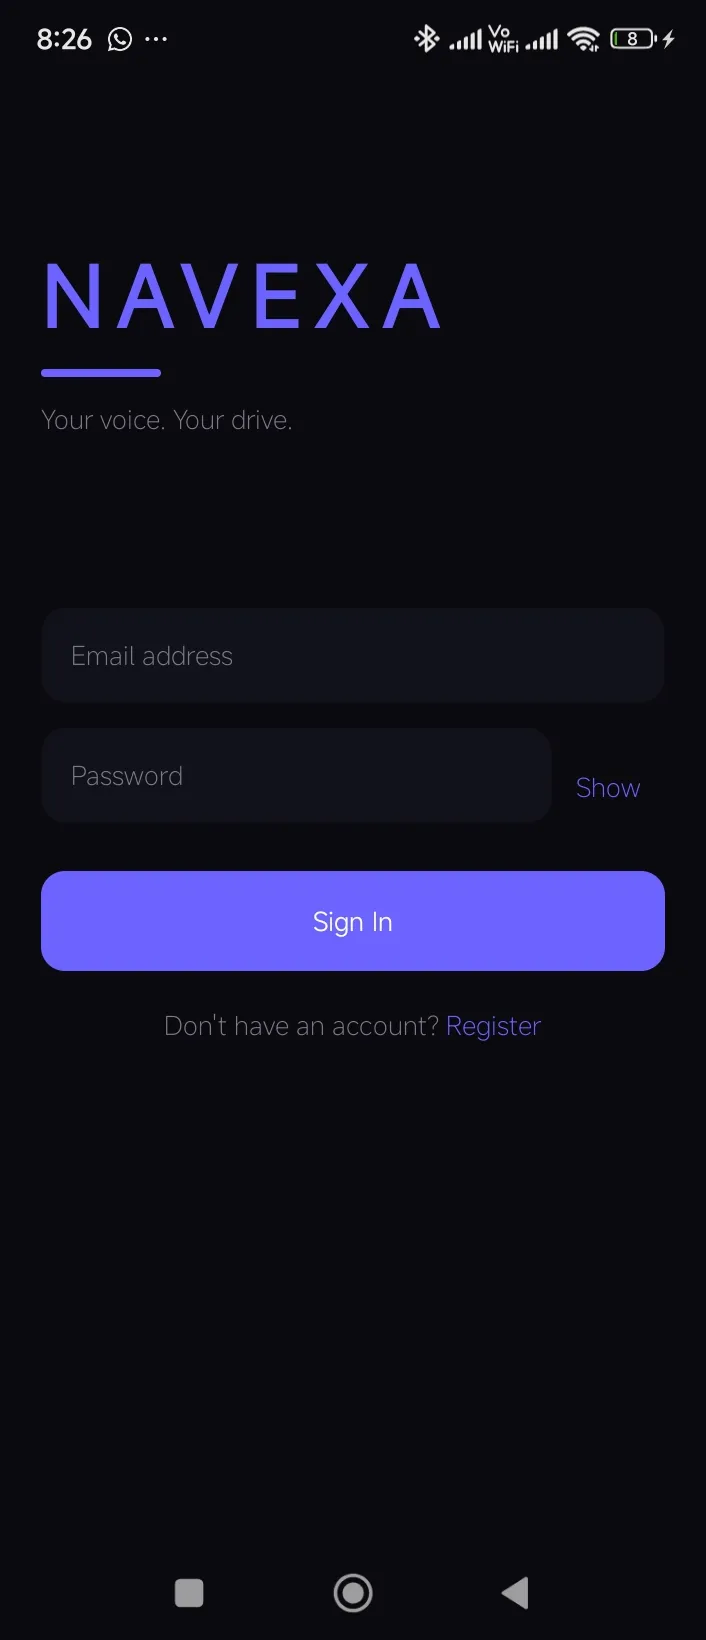 8:26
Vo
WiFi
8
NAVEXA
Your voice. Your drive.
Email address
Password
Show
Sign In
Don't have an account? Register